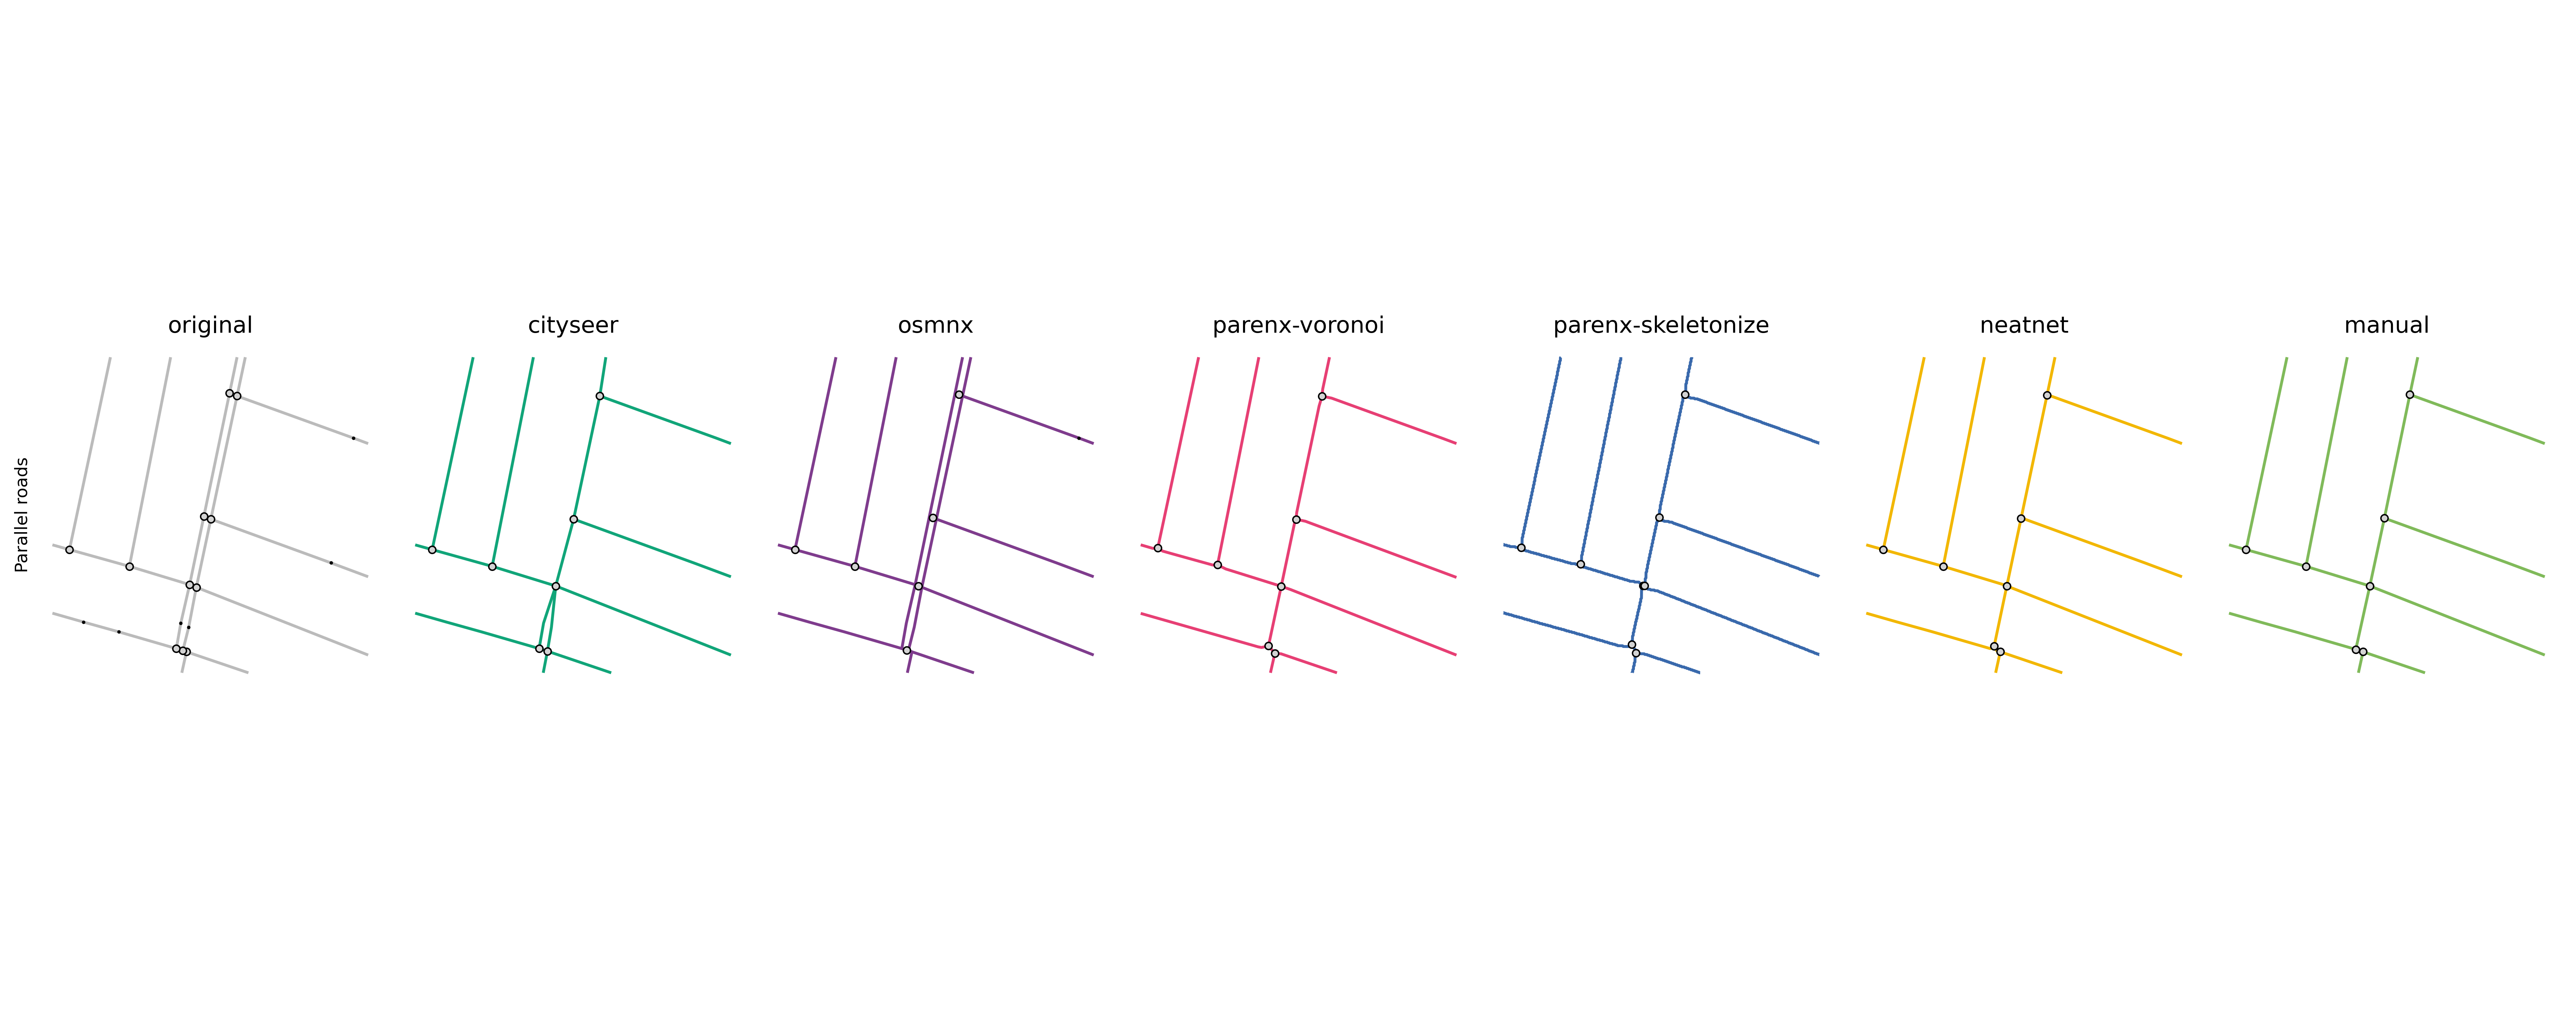 original
cityseer
osmnx
parenx-voronoi
parenx-skeletonize
neatnet
manual
Parallel roads